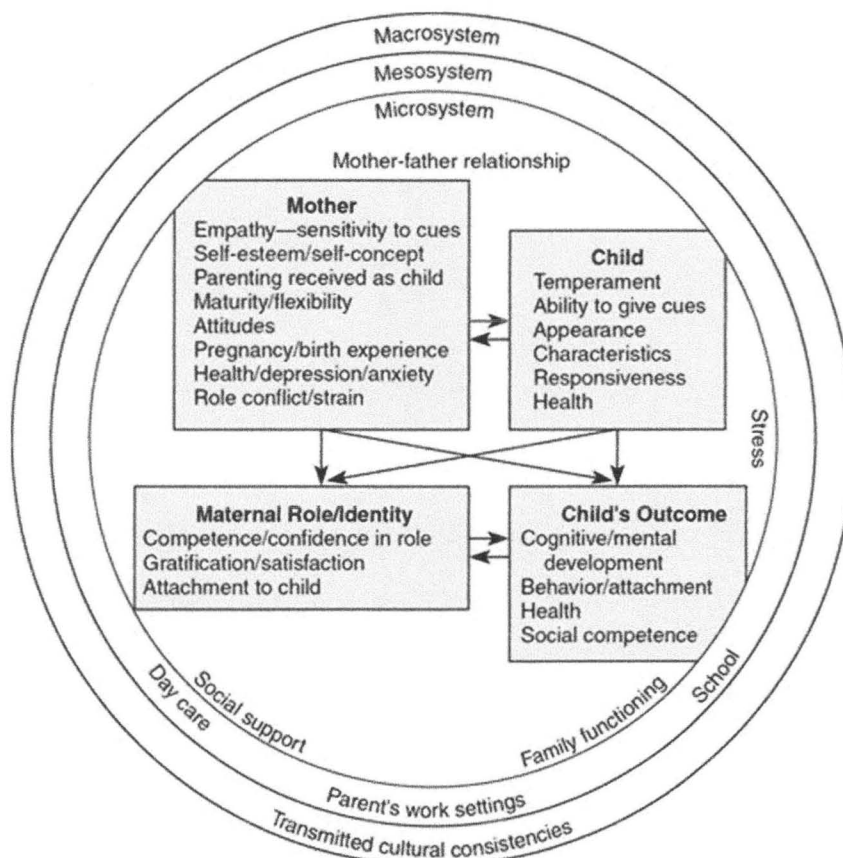 Macrosystem
Mesosystem
Microsystem
Mother-father relationship
Mother
Empathy—sensitivity to cues
Self-esteem/self-concept
Parenting received as child
Maturity/flexibility
Attitudes
Pregnancy/birth experience
Health/depression/anxiety
Role conflict/strain
Child
Temperament
Ability to give cues
Appearance
Characteristics
Responsiveness
Health
Stress
Maternal Role/Identity
Competence/confidence in role
Gratification/satisfaction
Attachment to child
Child's Outcome
Cognitive/mental
development
Behavior/attachment
Health
Social competence
Social support
Family functioning
Day care
School
Parent's work settings
Transmitted cultural consistencies